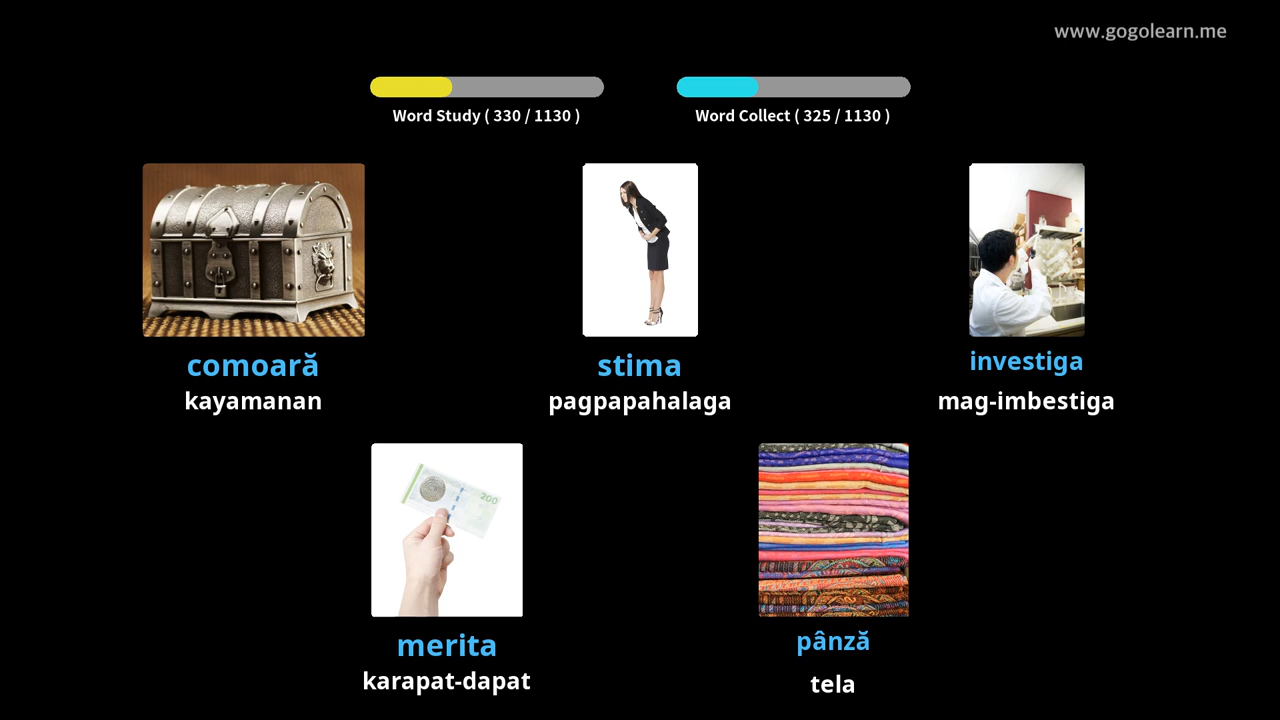 www.gogolearn.me
Word Study ( 330 / 1130 )
Word Collect ( 325 / 1130 )
comoară
kayamanan
stima
pagpapahalaga
investiga
mag-imbestiga
200
merita
karapat-dapat
pânză
tela